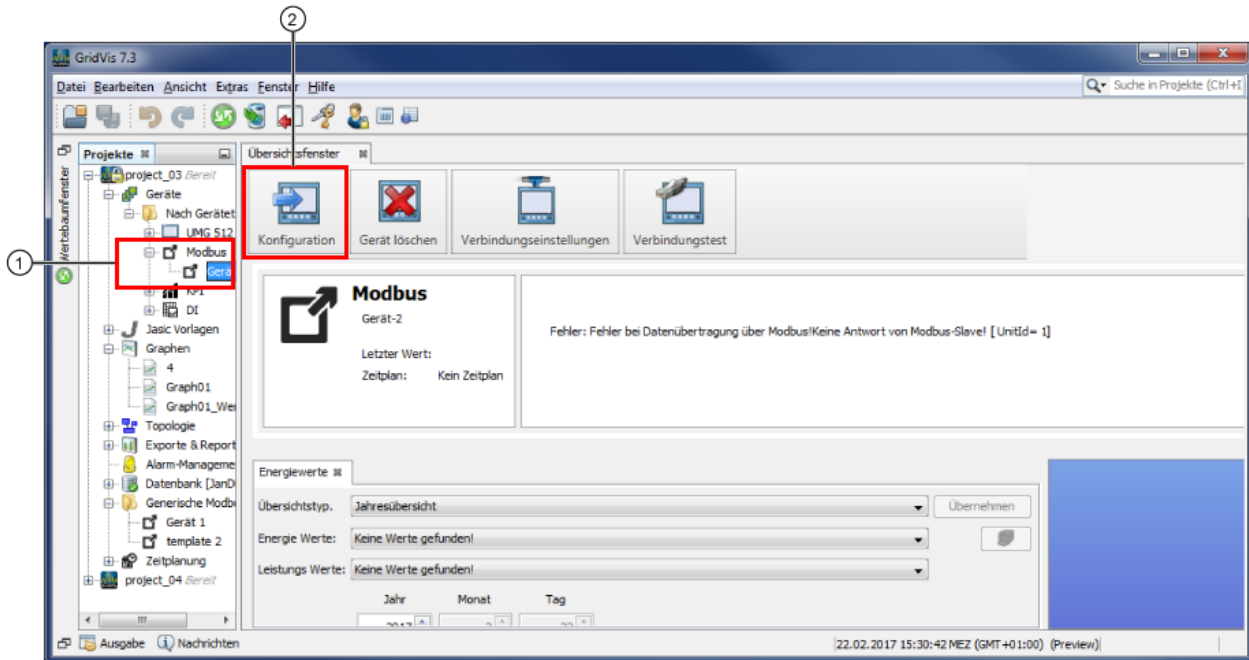 2
GridVis 7.3
Datei Bearbeiten Ansicht Extras Fenster Hilfe
Suche in Projekte (Ctrl+I
Projekte
Übersichtsfenster
Wertebaumfenster
project_03 Bereit
Geräte
Nach Gerätet
UMG 512
1
Modbus
Gerä
KPI
DI
Jasic Vorlagen
Graphen
4
Graph01
Graph01_Wer
Topologie
Exporte & Report
Alarm-Manageme
Datenbank [JanD
Generische Modb
Gerät 1
template 2
Zeitplanung
project_04 Bereit
Konfiguration
Gerät löschen
Verbindungseinstellungen
Verbindungstest
Modbus
Gerät-2
Letzter Wert:
Zeitplan: Kein Zeitplan
Fehler: Fehler bei Datenübertragung über Modbus!Keine Antwort von Modbus-Slave! [ UnitId= 1]
Energiewerte
Übersichtstyp. Jahresübersicht Übernehmen
Energie Werte: Keine Werte gefunden!
Leistungs Werte: Keine Werte gefunden!
Jahr Monat Tag
2017 2 22
Ausgabe Nachrichten
22.02.2017 15:30:42 MEZ (GMT+01:00) (Preview)